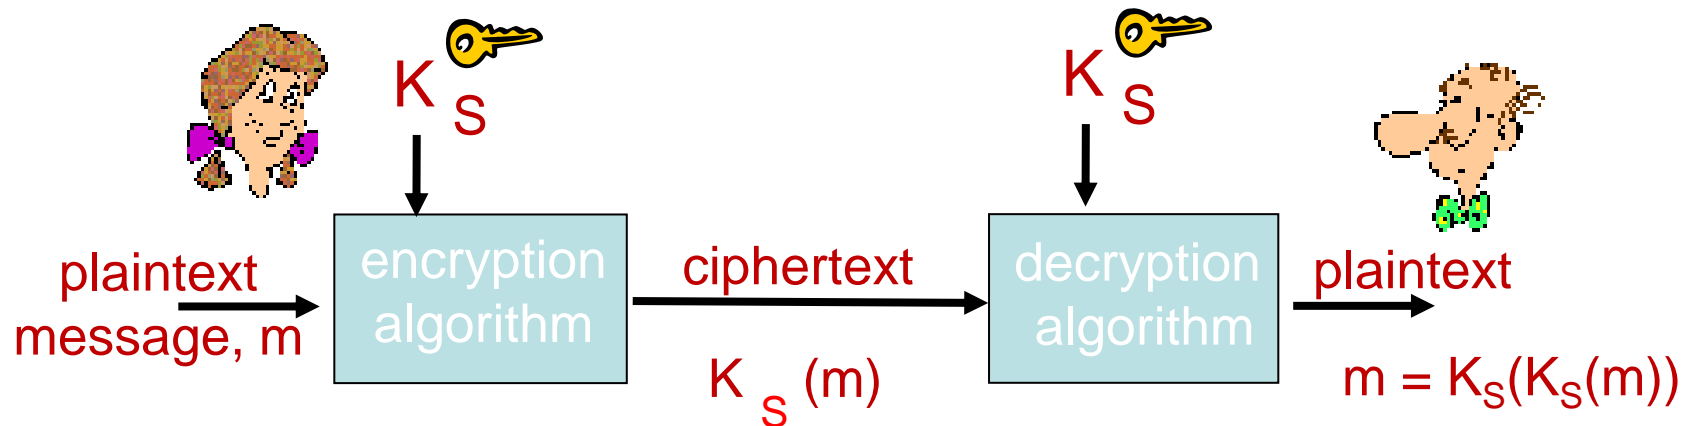 K S
K S
plaintext
message, m
encryption
algorithm
ciphertext
K S (m)
decryption
algorithm
plaintext
m = KS(KS(m))